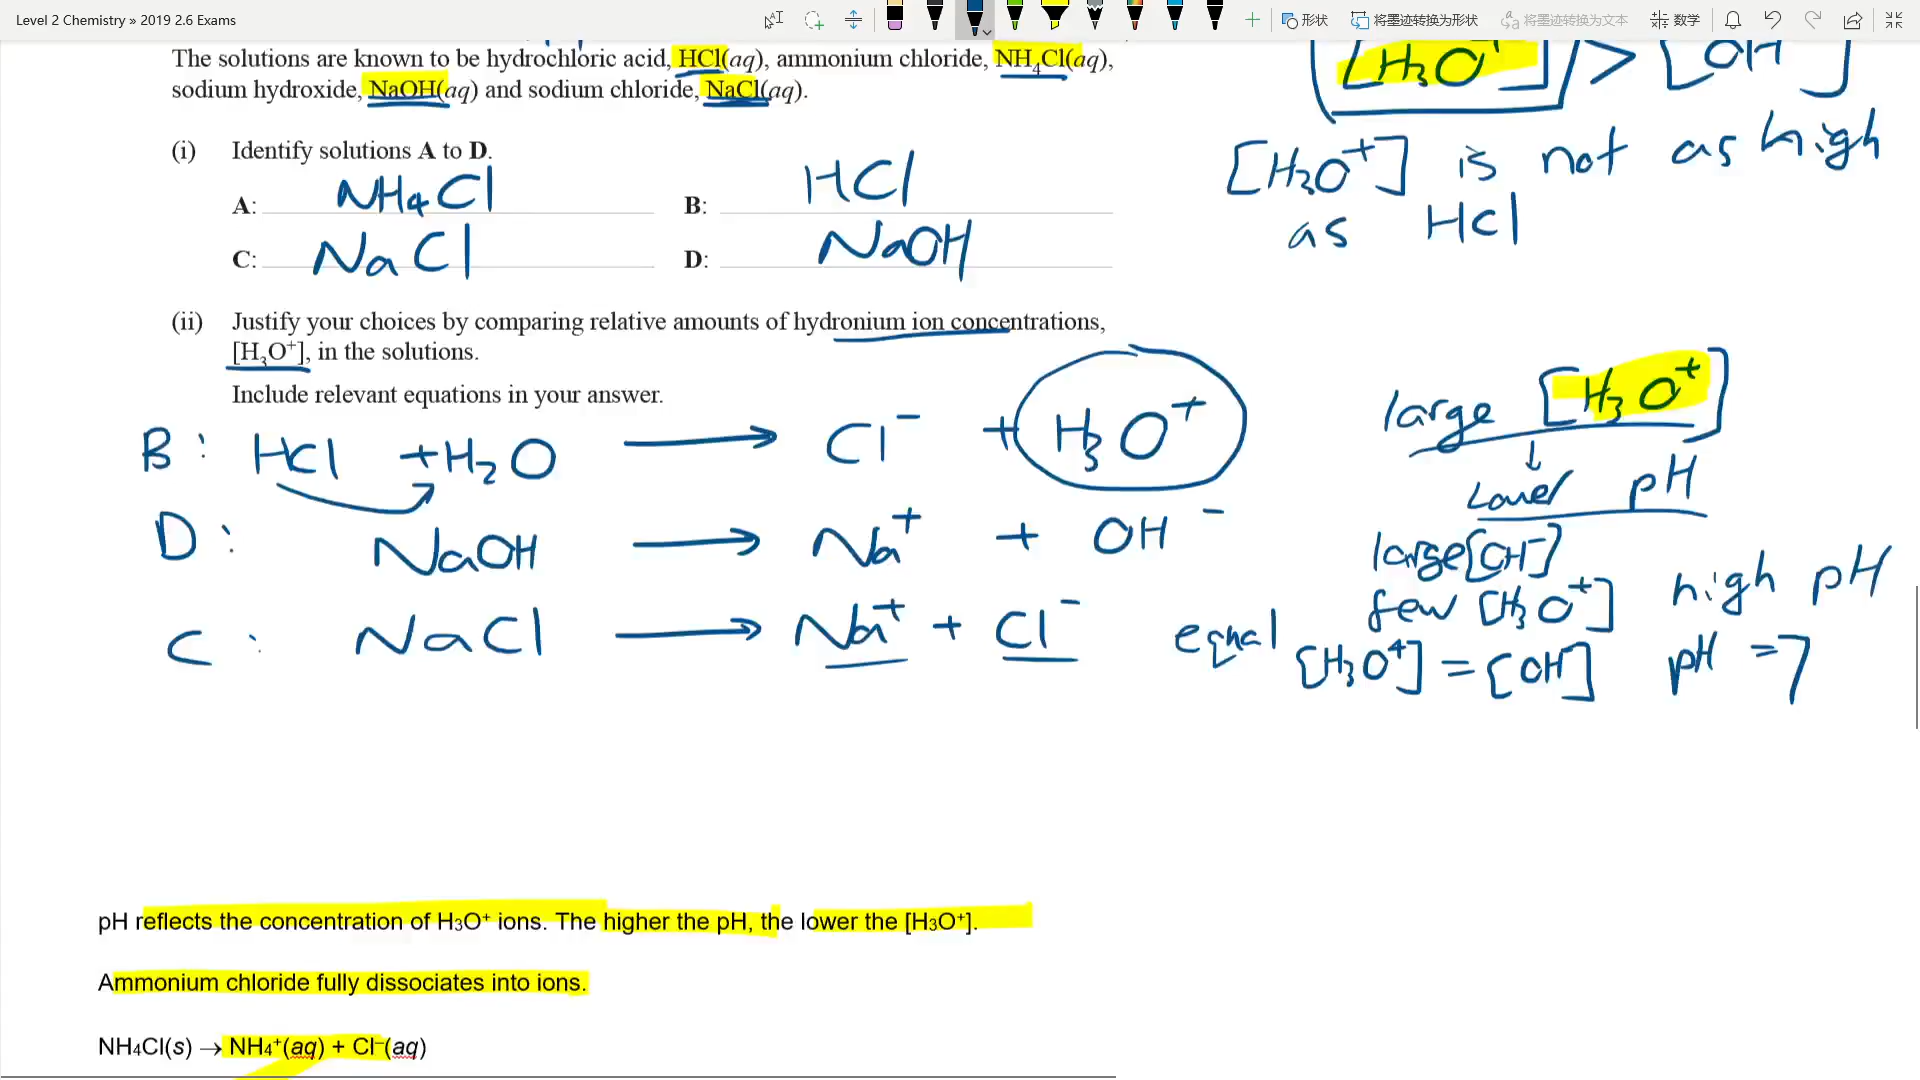 Level 2 Chemistry » 2019 2.6 Exams
形状
将墨迹转换为形状
将墨迹转换为文本
数学
The solutions are known to be hydrochloric acid, HCl(aq), ammonium chloride, NH₄Cl(aq),
sodium hydroxide, NaOH(aq) and sodium chloride, NaCl(aq).
[H₃O⁺] > [OH]
[H₃O⁺] is not as high
as HCl
(i) Identify solutions A to D.
A: NH₄Cl B: HCl
C: NaCl D: NaOH
(ii) Justify your choices by comparing relative amounts of hydronium ion concentrations,
[H₃O⁺], in the solutions.
Include relevant equations in your answer.
B: HCl + H₂O → Cl⁻ + H₃O⁺
large [H₃O⁺]
↓
Lower pH
D: NaOH → Na⁺ + OH⁻
large [OH⁻]
few [H₃O⁺] high pH
C: NaCl → Na⁺ + Cl⁻
equal [H₃O⁺] = [OH] pH = 7
pH reflects the concentration of H₃O⁺ ions. The higher the pH, the lower the [H₃O⁺].
Ammonium chloride fully dissociates into ions.
NH₄Cl(s) → NH₄⁺(aq) + Cl⁻(aq)